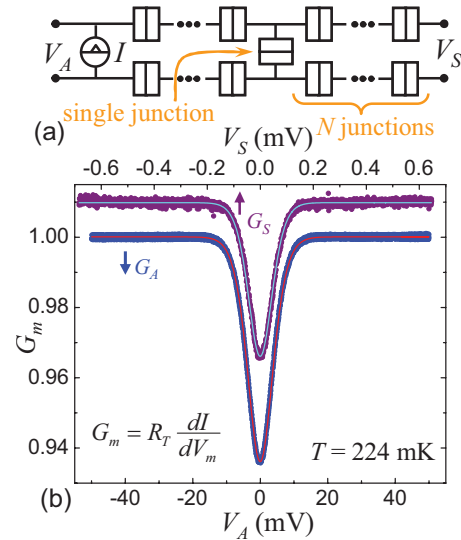 V_A
I
V_S
single junction
N junctions
(a)
V_S (mV)
-0.6 -0.4 -0.2 0.0 0.2 0.4 0.6
G_S
G_A
1.00
0.98
0.96
0.94
G_m
G_m = R_T dI/dV_m
T = 224 mK
(b)
-40 -20 0 20 40
V_A (mV)